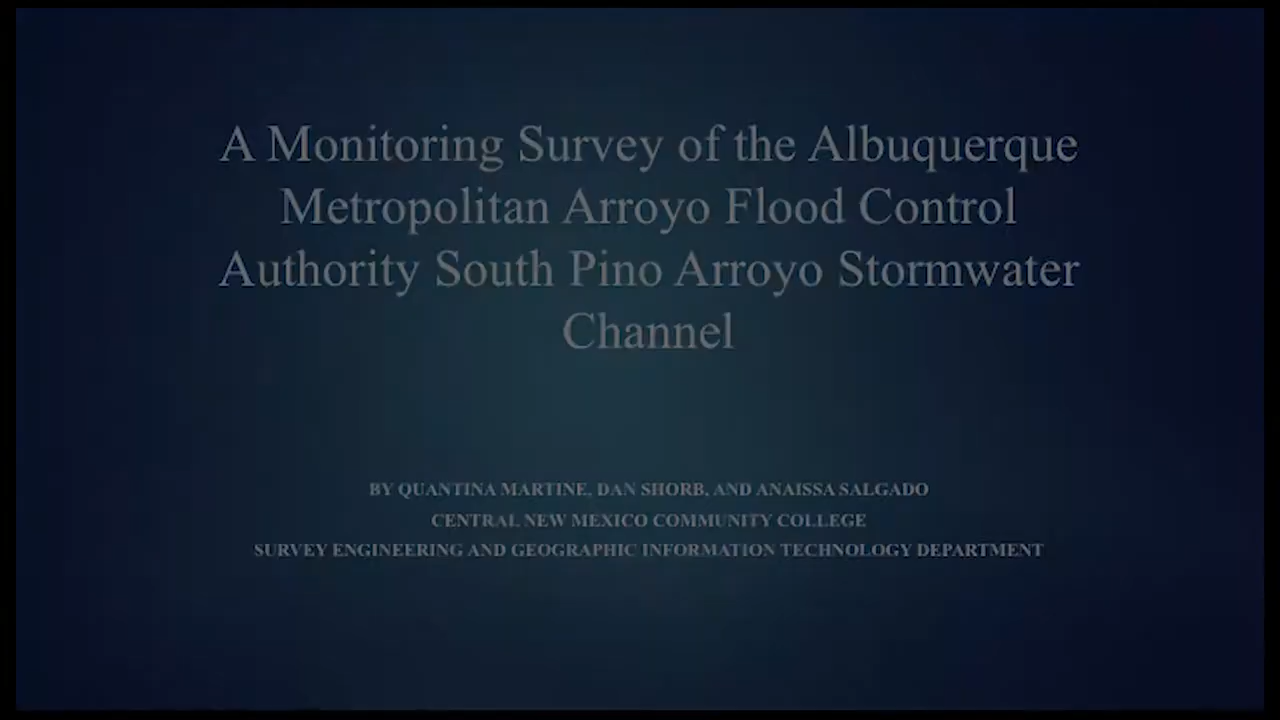 A Monitoring Survey of the Albuquerque
Metropolitan Arroyo Flood Control
Authority South Pino Arroyo Stormwater
Channel
BY QUANTINA MARTINE, DAN SHORB, AND ANAISSA SALGADO
CENTRAL NEW MEXICO COMMUNITY COLLEGE
SURVEY ENGINEERING AND GEOGRAPHIC INFORMATION TECHNOLOGY DEPARTMENT